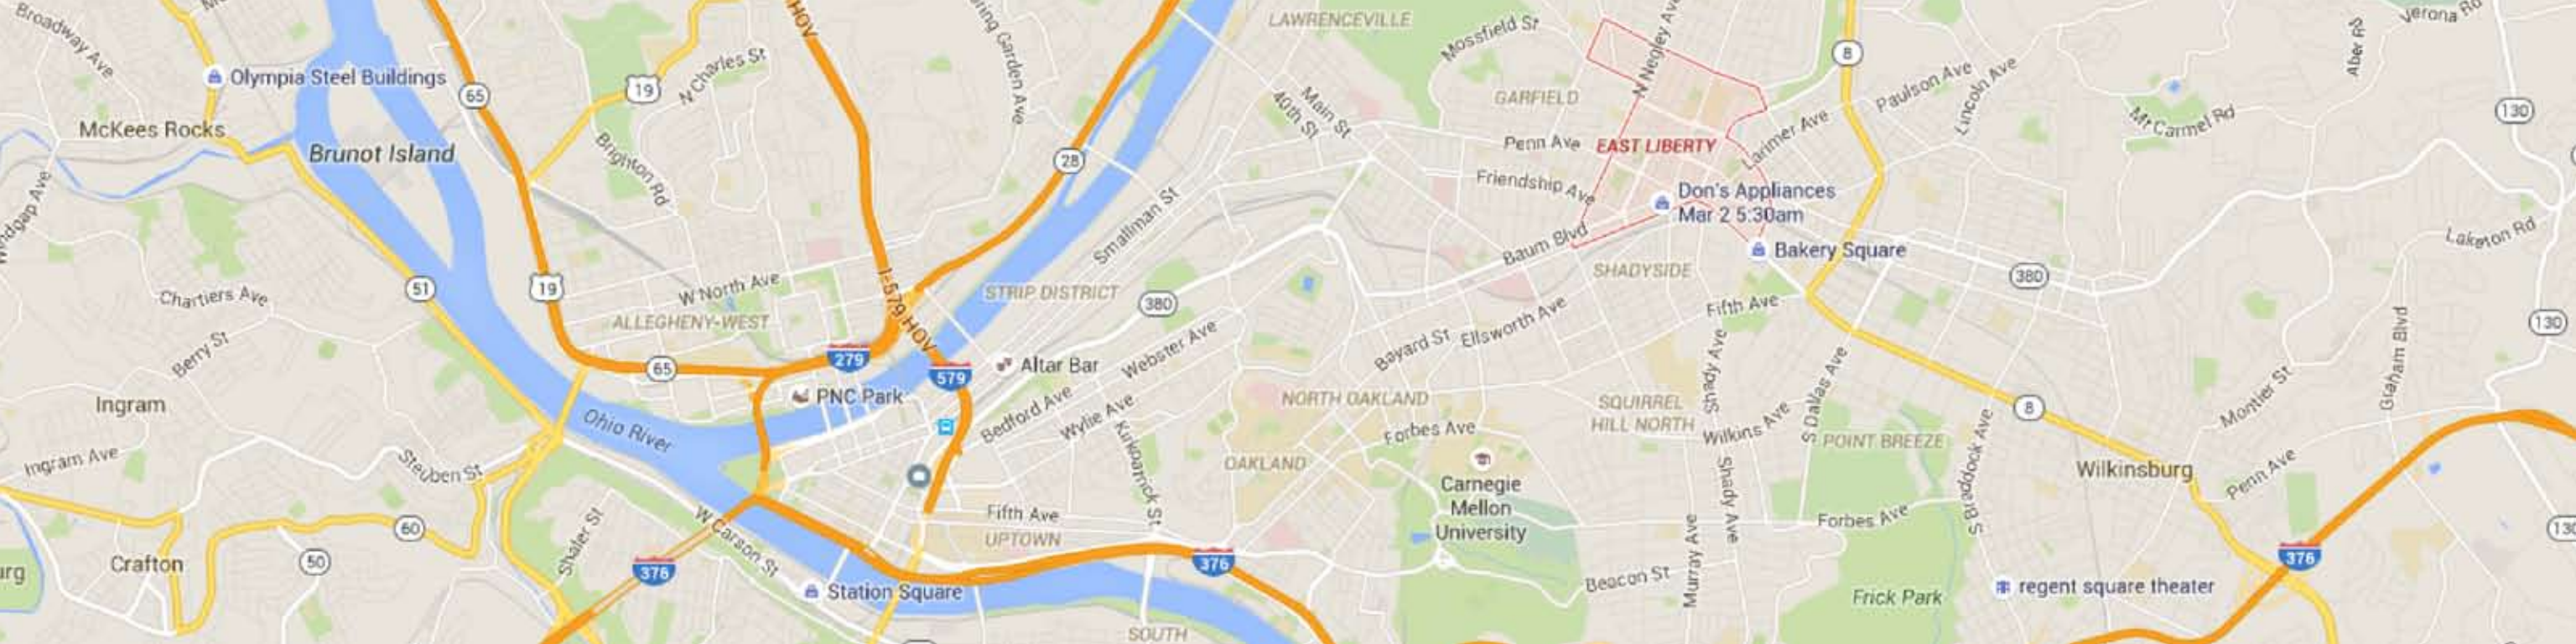 Broadway Ave
Olympia Steel Buildings
McKees Rocks
Brunot Island
65
19
N Charles St
Brighton Rd
HOV
28
LAWRENCEVILLE
Mossfield St
N Negley Ave
8
Paulson Ave
Lincoln Ave
Aber Rd
Verona Rd
130
Mt Carmel Rd
40th St
Main St
GARFIELD
Penn Ave
EAST LIBERTY
Larimer Ave
Friendship Ave
Don's Appliances
Mar 2 5:30am
Baum Blvd
Bakery Square
SHADYSIDE
Laketon Rd
380
Smallman St
Chartiers Ave
51
19
W North Ave
I-579 HOV
STRIP DISTRICT
380
Fifth Ave
130
Berry St
ALLEGHENY-WEST
65
279
579
Altar Bar
Webster Ave
Bayard St
Ellsworth Ave
Shady Ave
S Dallas Ave
Graham Blvd
Montier St
Ingram
PNC Park
Bedford Ave
Wylie Ave
NORTH OAKLAND
SQUIRREL
HILL NORTH
8
Ohio River
Kirkpatrick St
Forbes Ave
Wilkins Ave
POINT BREEZE
S Braddock Ave
Ingram Ave
Steuben St
OAKLAND
Carnegie
Mellon
University
Shady Ave
Wilkinsburg
Penn Ave
60
W Carson St
Fifth Ave
UPTOWN
Forbes Ave
130
Crafton
50
Shaler St
376
Station Square
376
Beacon St
Murray Ave
Frick Park
regent square theater
376
SOUTH